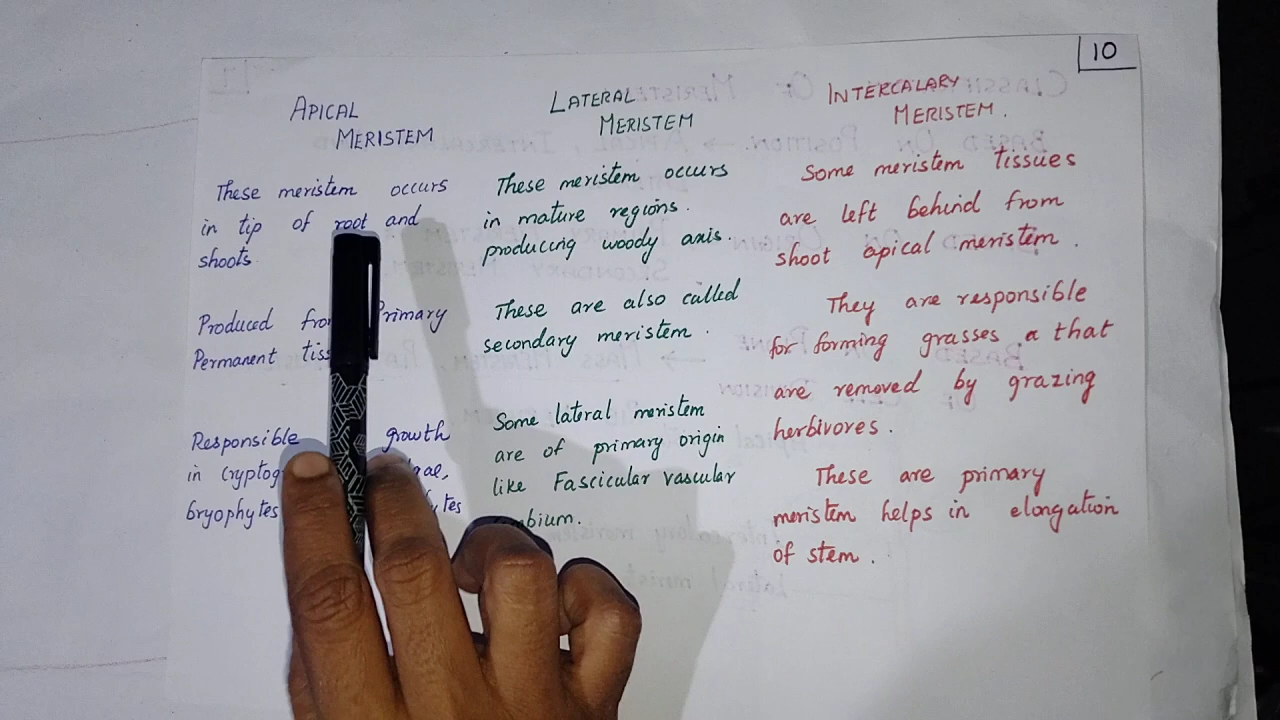 10
APICAL
MERISTEM
These meristem occurs
in tip of root and
shoots
Produced Primary
Permanent
Responsible growth
in
bryophytes
LATERAL
MERISTEM
These meristem occurs
in mature regions.
producing woody axis.
These are also called
secondary meristem.
Some lateral meristem
are of primary origin
like Fascicular vascular
INTERCALARY
MERISTEM.
Some meristem tissues
are left behind from
shoot apical meristem.
They are responsible
for forming grasses a that
are removed by grazing
herbivores.
These are primary
meristem helps in elongation
of stem.